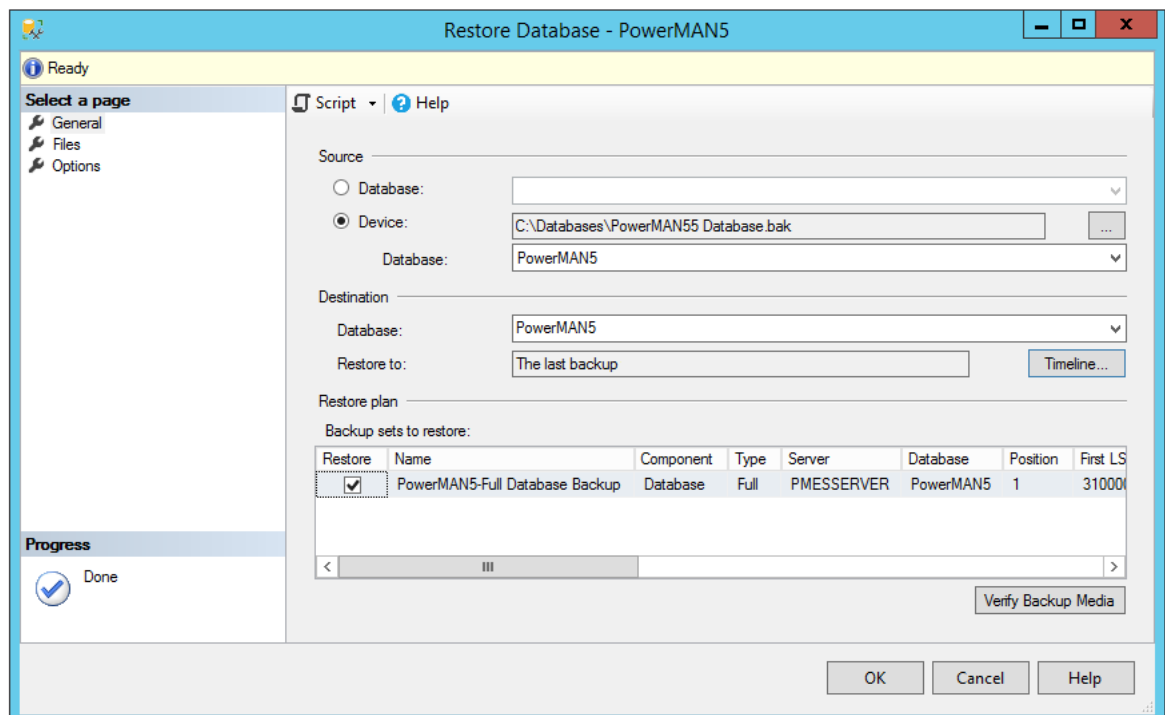 Restore Database - PowerMAN5
x
Ready
Select a page
General
Files
Options
Script Help
Source
Database:
Device: C:\Databases\PowerMAN55 Database.bak ...
Database: PowerMAN5
Destination
Database: PowerMAN5
Restore to: The last backup Timeline...
Restore plan
Backup sets to restore:
Restore Name Component Type Server Database Position First LS
PowerMAN5-Full Database Backup Database Full PMESSERVER PowerMAN5 1 31000
Progress
Done
Verify Backup Media
OK Cancel Help